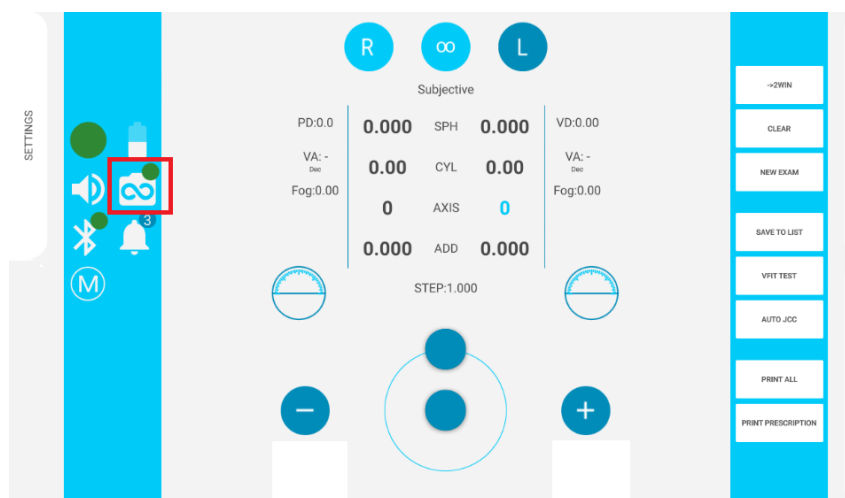 SETTINGS
3
M
R ∞ L
Subjective
PD:0.0
VA: -
Dec
Fog:0.00
0.000 SPH 0.000
0.00 CYL 0.00
0 AXIS 0
0.000 ADD 0.000
VD:0.00
VA: -
Dec
Fog:0.00
STEP:1.000
−
+
->2WIN
CLEAR
NEW EXAM
SAVE TO LIST
VFIT TEST
AUTO JCC
PRINT ALL
PRINT PRESCRIPTION